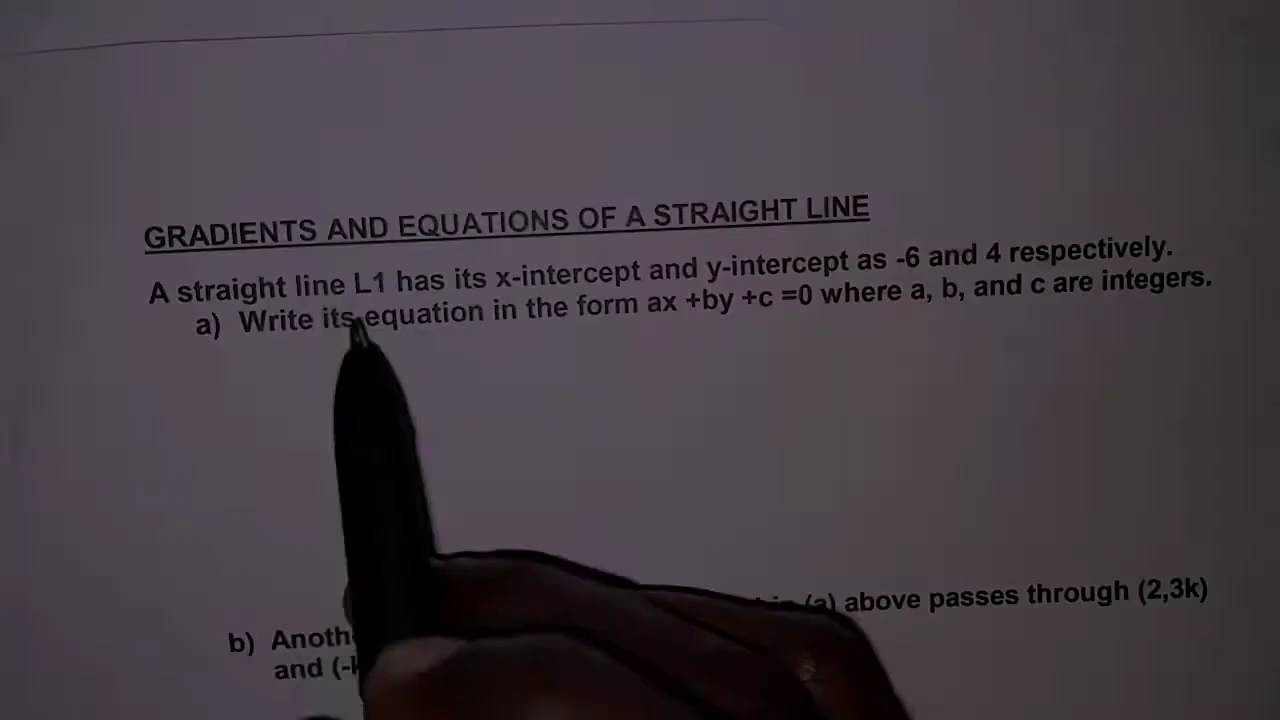 GRADIENTS AND EQUATIONS OF A STRAIGHT LINE
A straight line L1 has its x-intercept and y-intercept as -6 and 4 respectively.
a) Write its equation in the form ax +by +c =0 where a, b, and c are integers.
b) (a) above passes through (2,3k)
and